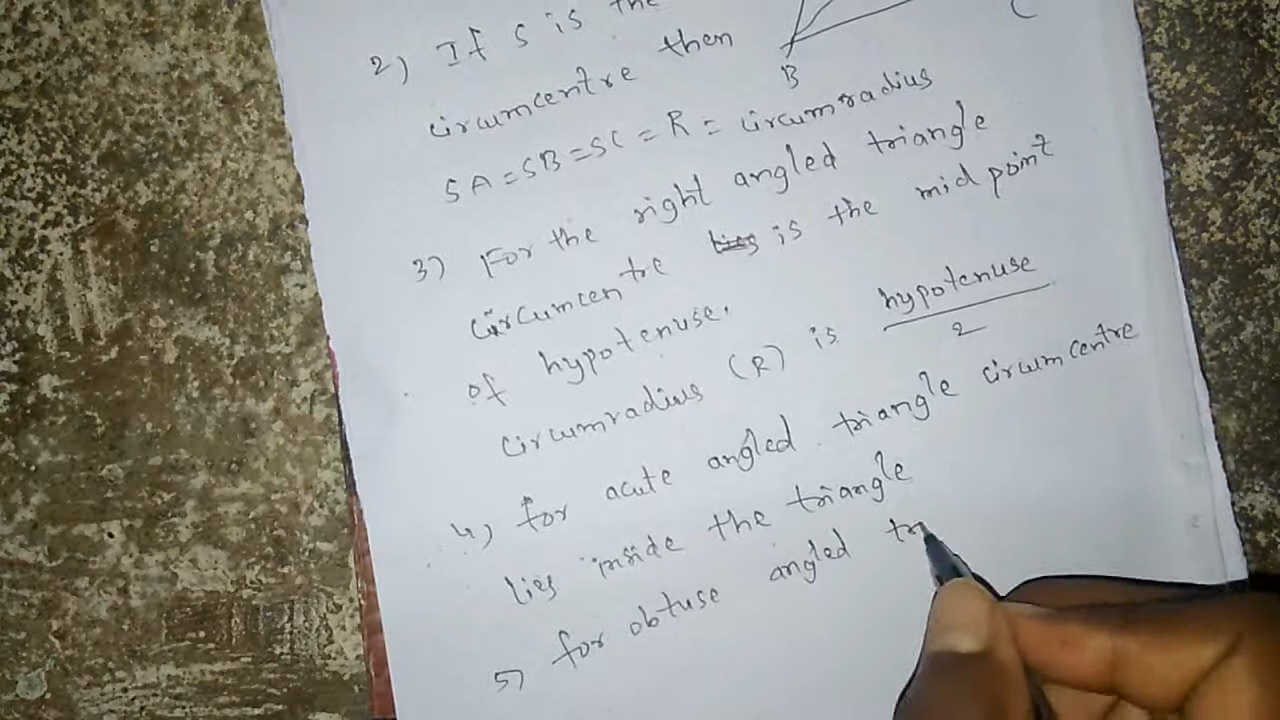 2) If S is the
circumcentre then
B
C
SA = SB = SC = R = circumradius
3) For the right angled triangle
circumcentre is the mid point
of hypotenuse.
circumradius (R) is hypotenuse
2
4) for acute angled triangle circumcentre
lies inside the triangle
5) for obtuse angled tr